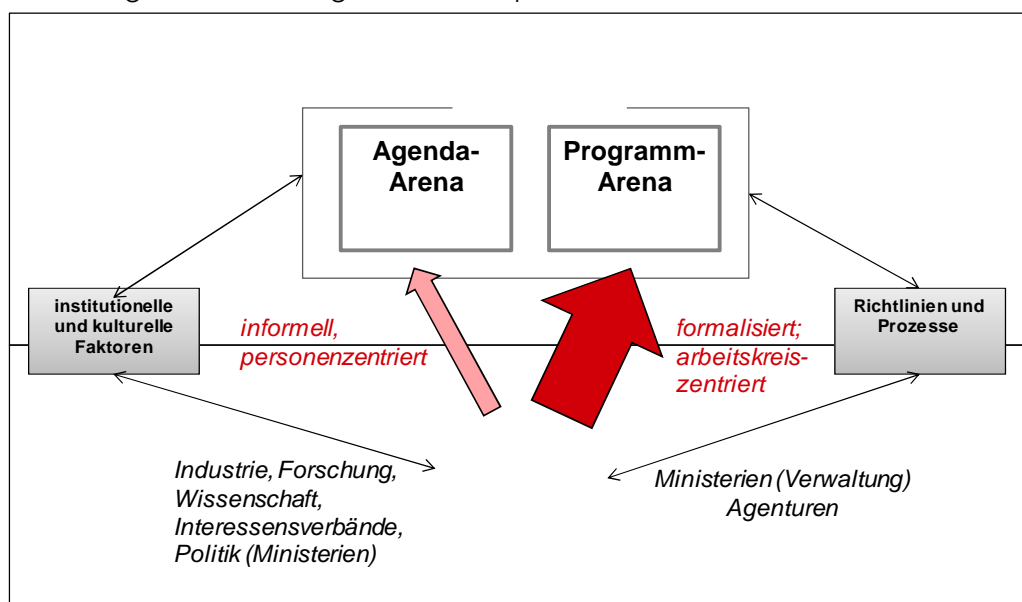 Agenda-
Arena
Programm-
Arena
institutionelle
und kulturelle
Faktoren
informell,
personenzentriert
formalisiert;
arbeitskreis-
zentriert
Richtlinien und
Prozesse
Industrie, Forschung,
Wissenschaft,
Interessensverbände,
Politik (Ministerien)
Ministerien (Verwaltung)
Agenturen